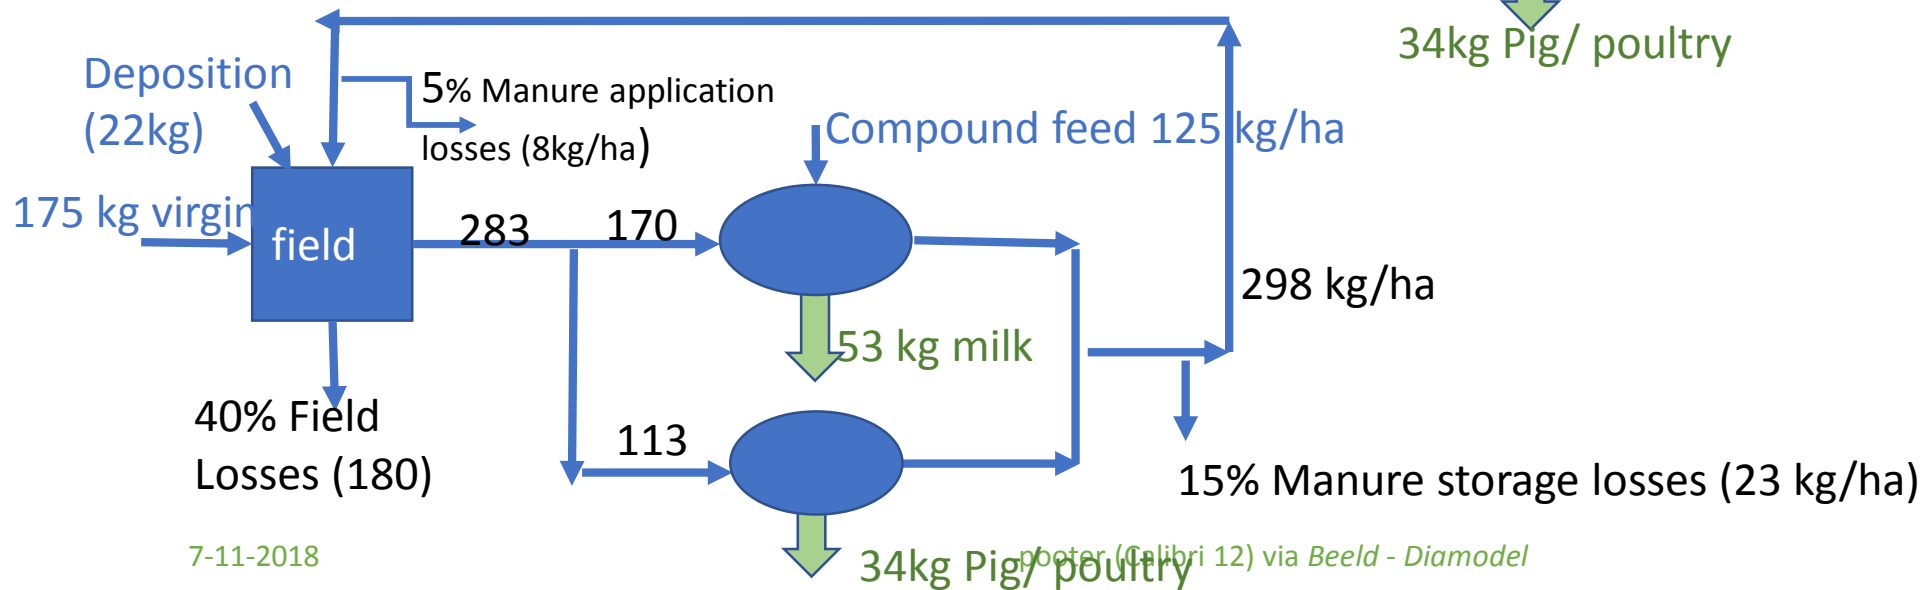 34kg Pig/ poultry
Deposition
(22kg)
5% Manure application
losses (8kg/ha)
Compound feed 125 kg/ha
175 kg virgin
field
283
170
298 kg/ha
53 kg milk
40% Field
Losses (180)
113
15% Manure storage losses (23 kg/ha)
7-11-2018
34kg Pig/ poultry
(Calibri 12) via Beeld - Diamodel